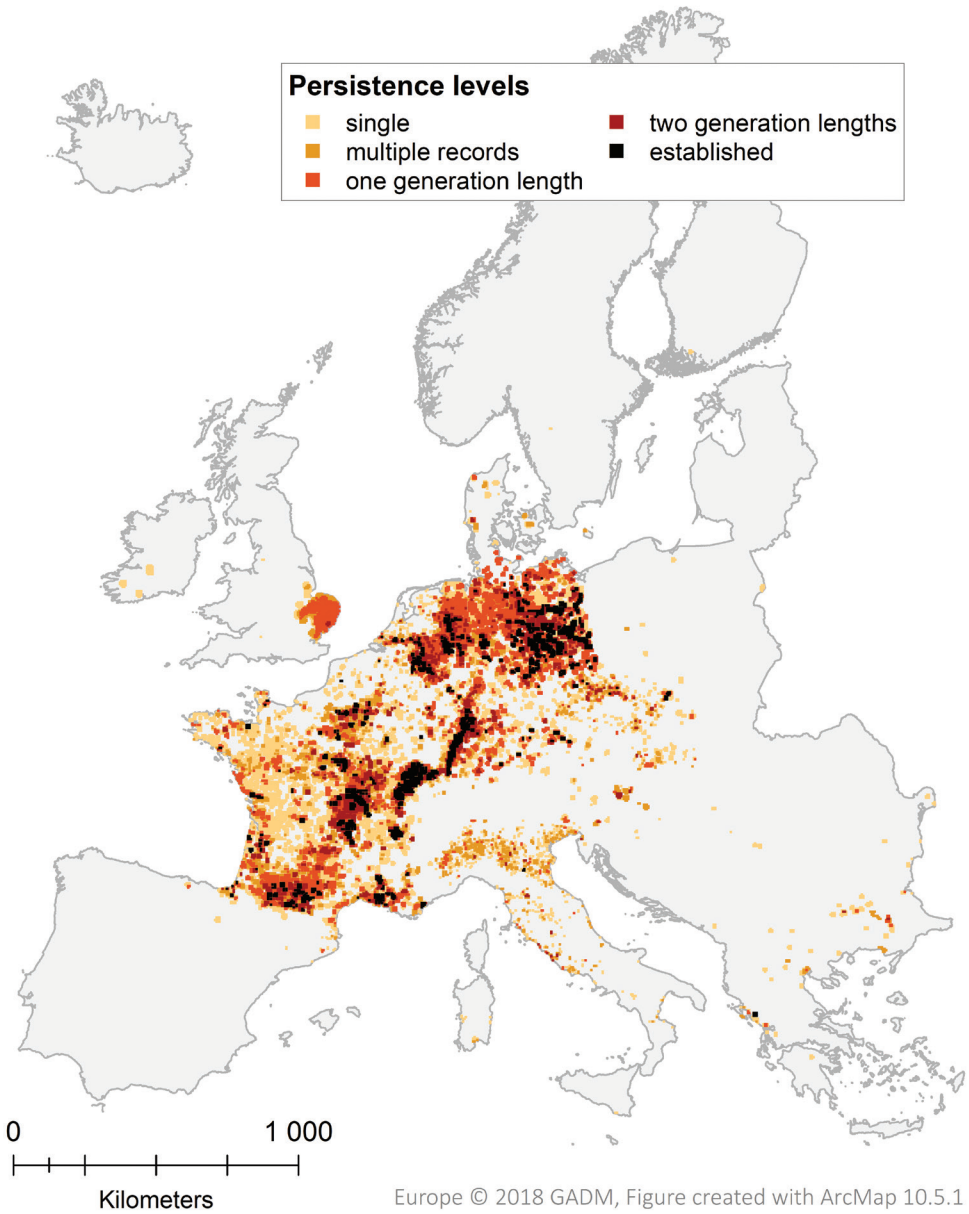 Persistence levels
single
multiple records
one generation length
two generation lengths
established
0 1 000
Kilometers
Europe © 2018 GADM, Figure created with ArcMap 10.5.1